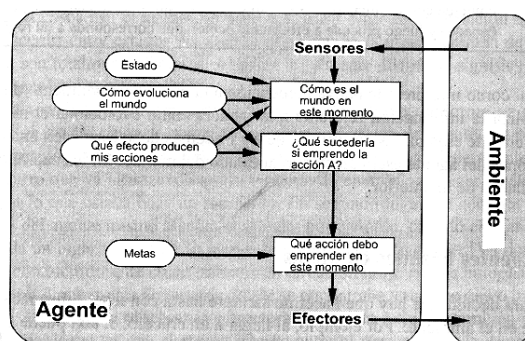 Sensores
Estado
Cómo es el
mundo en
este momento
Cómo evoluciona
el mundo
¿Qué sucedería
si emprendo la
acción A?
Qué efecto producen
mis acciones
Ambiente
Metas
Qué acción debo
emprender en
este momento
Agente
Efectores